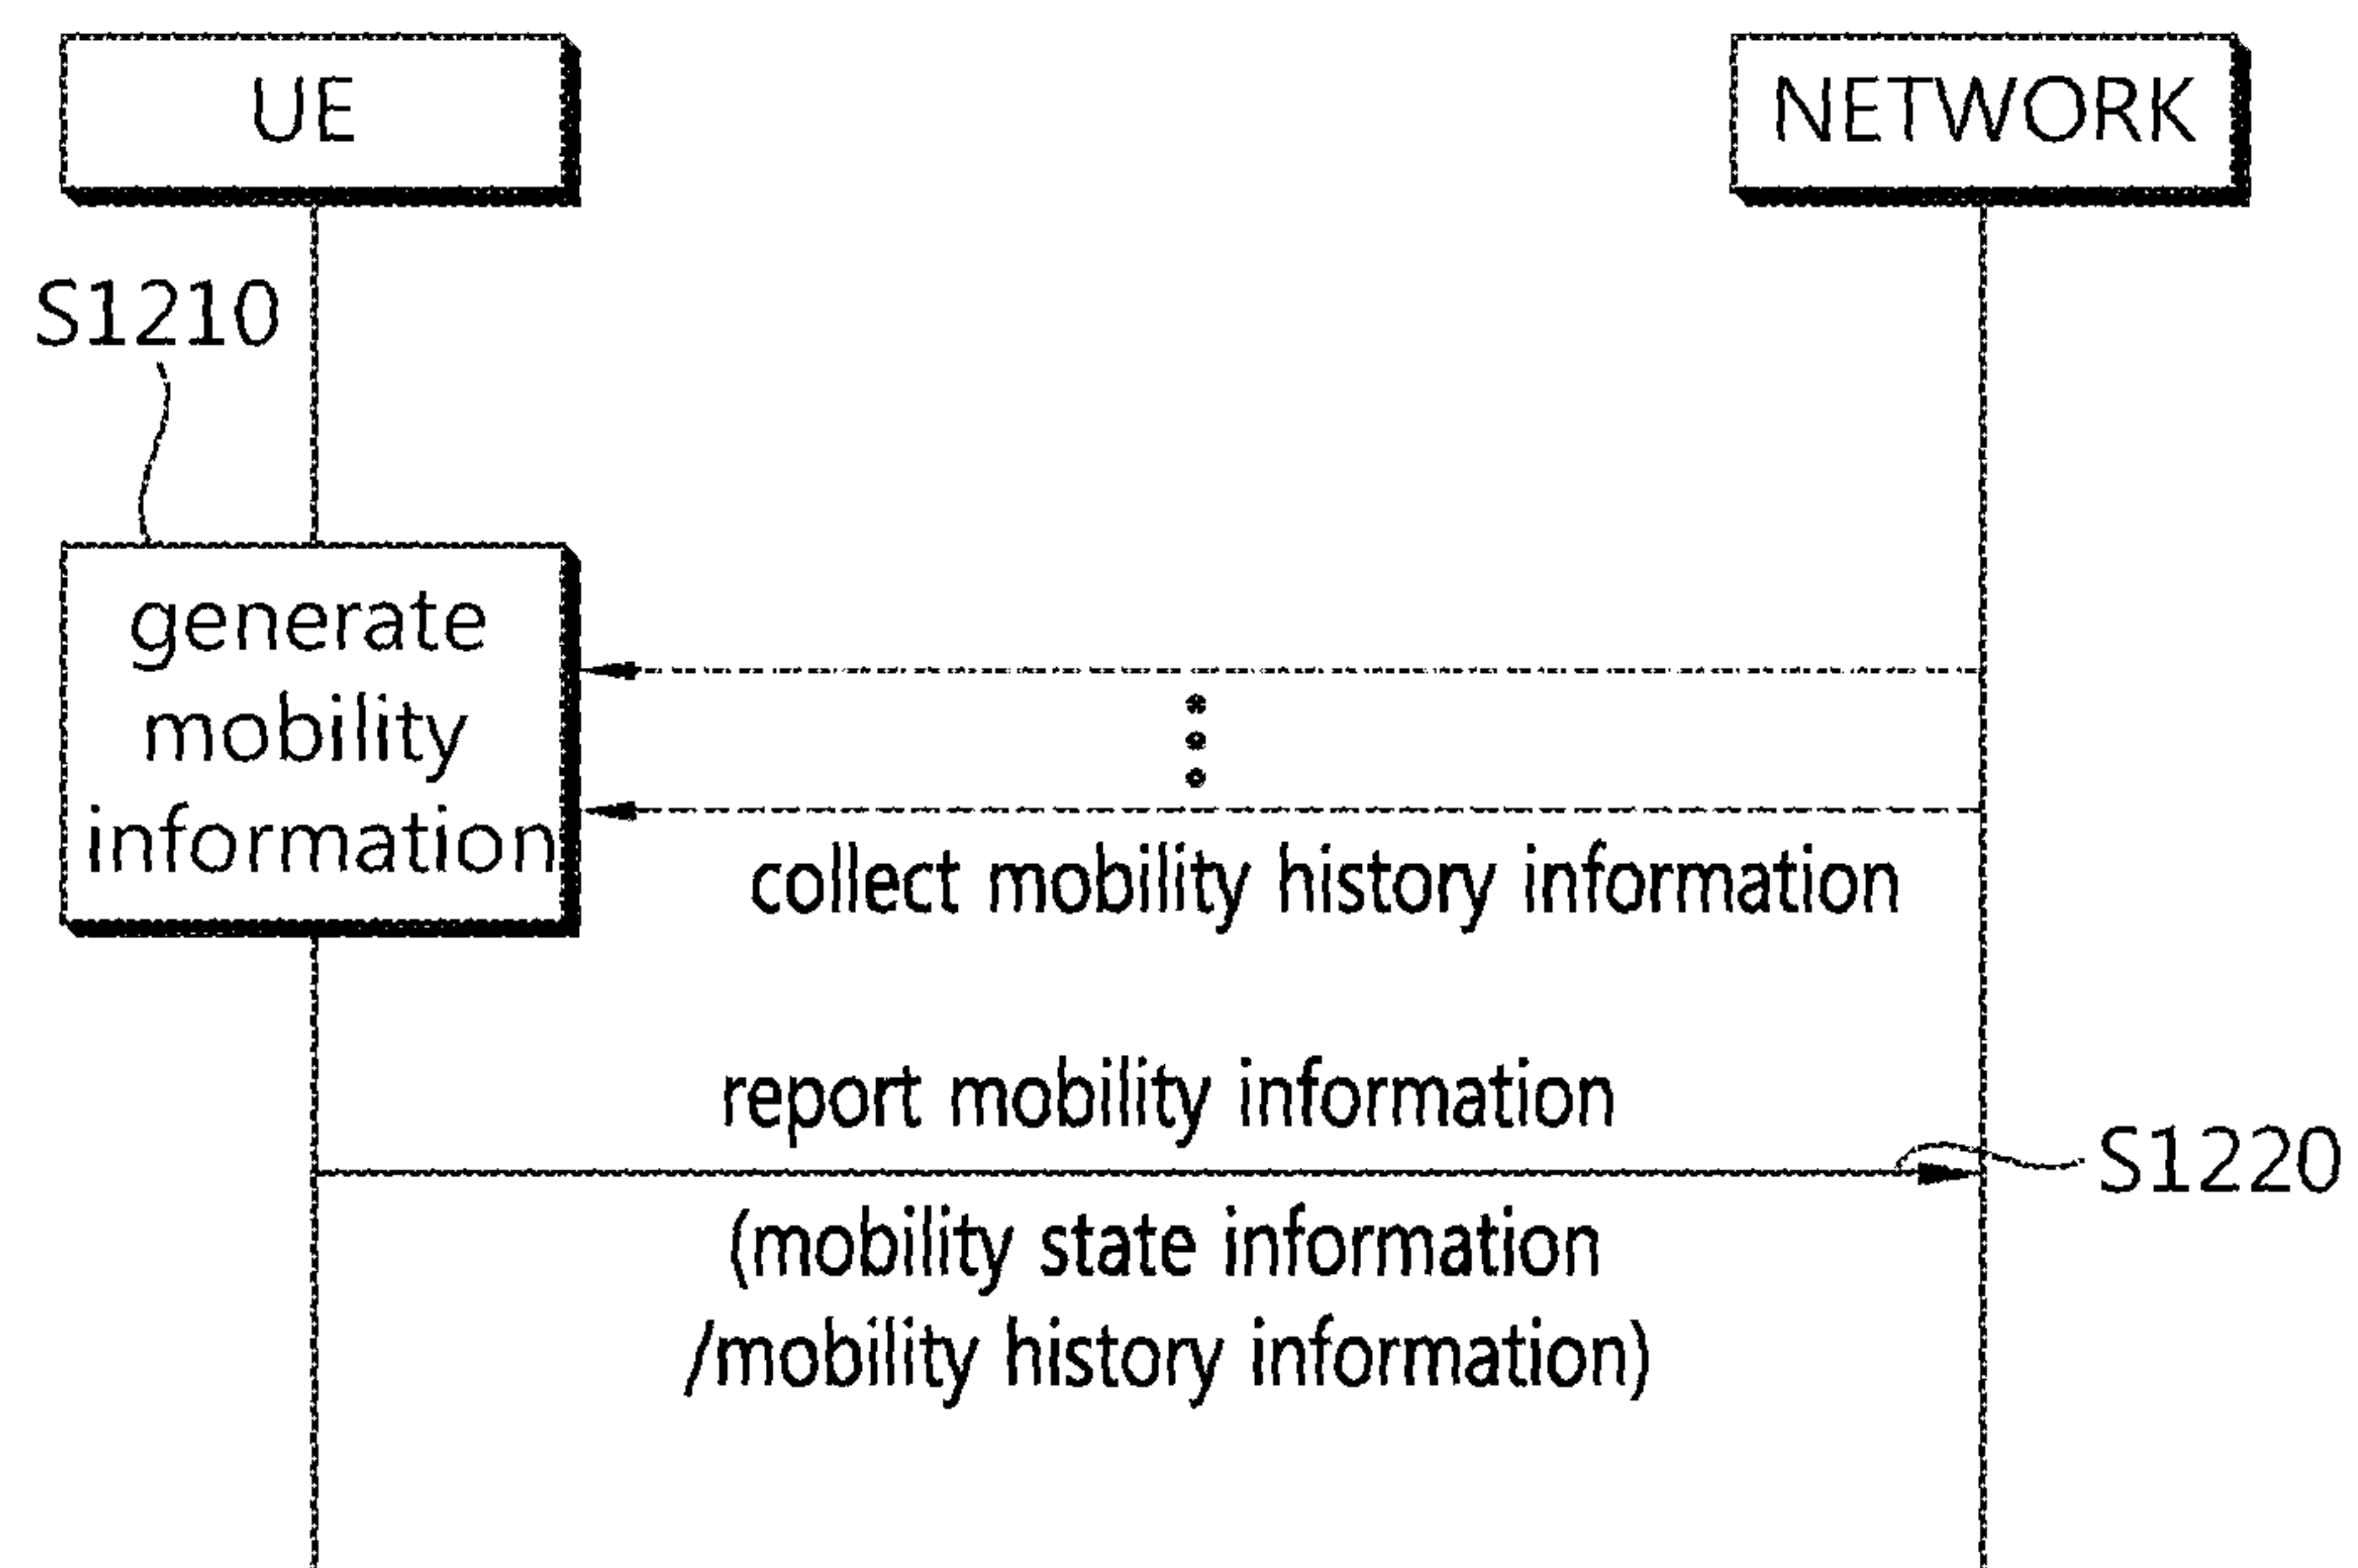 UE
NETWORK
S1210
generate
mobility
information
collect mobility history information
report mobility information
S1220
(mobility state information
/mobility history information)